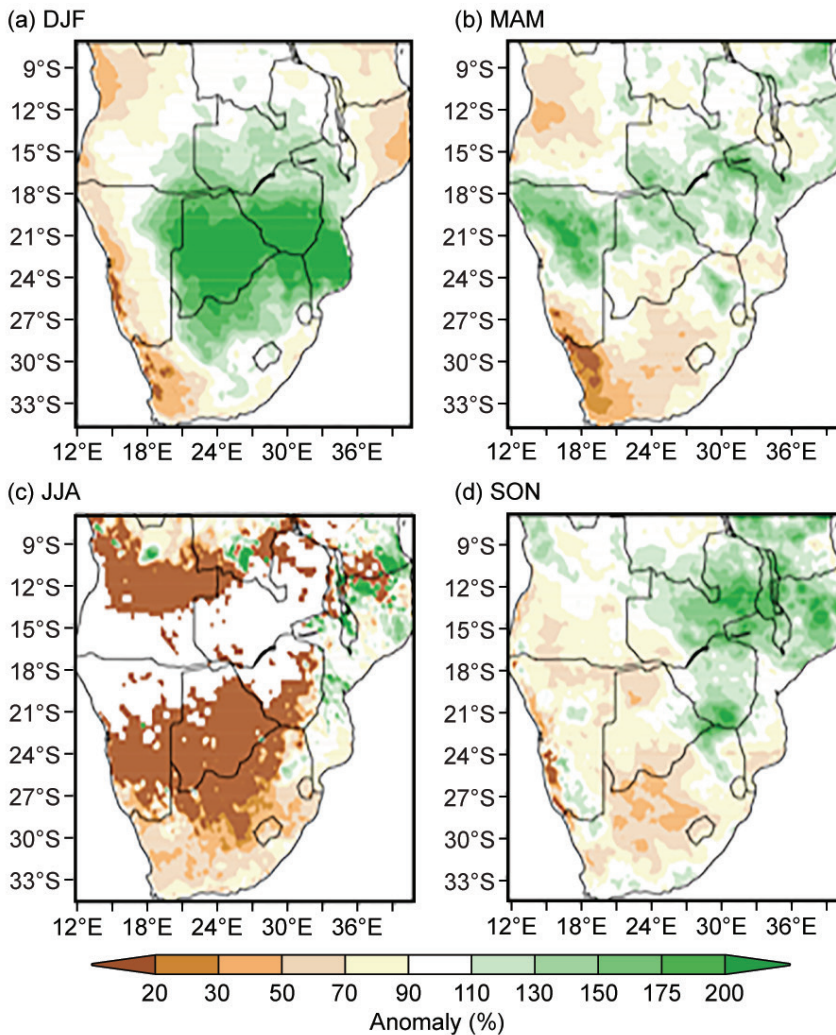 (a) DJF
(b) MAM
9°S
12°S
15°S
18°S
21°S
24°S
27°S
30°S
33°S
9°S
12°S
15°S
18°S
21°S
24°S
27°S
30°S
33°S
12°E 18°E 24°E 30°E 36°E
12°E 18°E 24°E 30°E 36°E
(c) JJA
(d) SON
9°S
12°S
15°S
18°S
21°S
24°S
27°S
30°S
33°S
9°S
12°S
15°S
18°S
21°S
24°S
27°S
30°S
33°S
12°E 18°E 24°E 30°E 36°E
12°E 18°E 24°E 30°E 36°E
20 30 50 70 90 110 130 150 175 200
Anomaly (%)